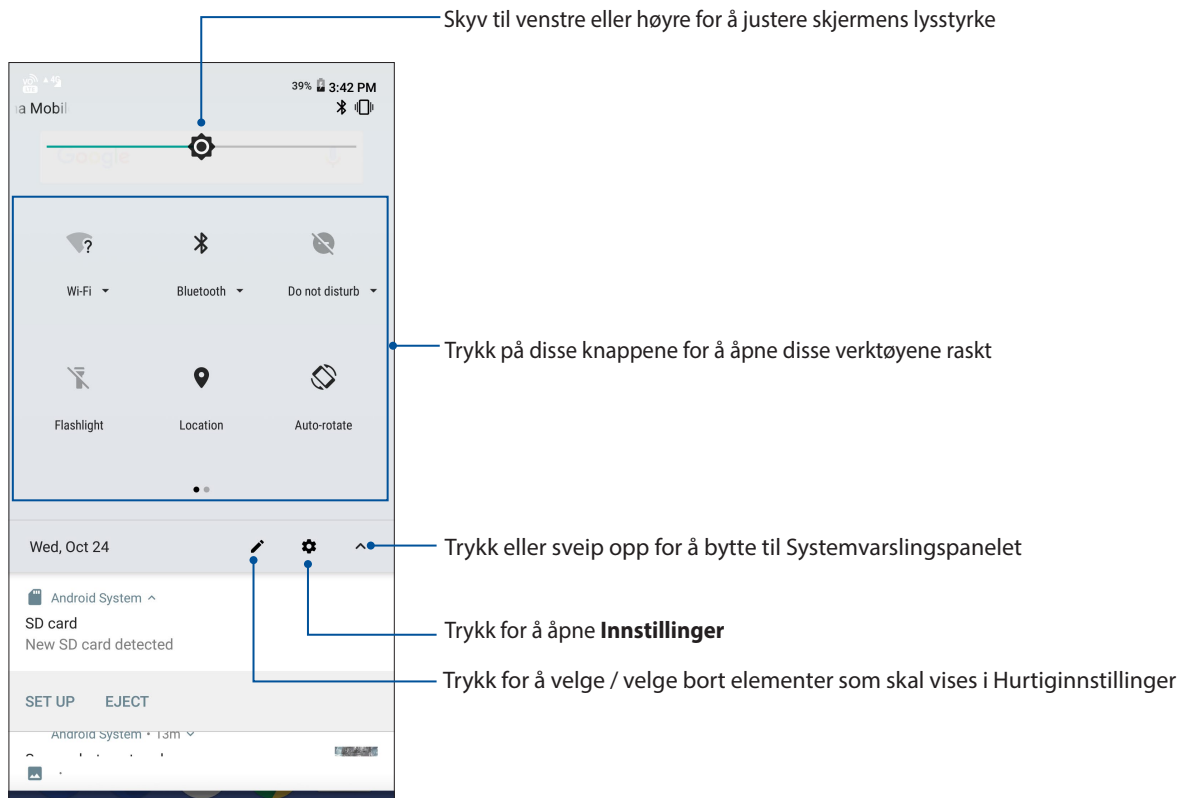 Skyv til venstre eller høyre for å justere skjermens lysstyrke
39% 3:42 PM
a Mobil
Google
?
Wi-Fi
Bluetooth
Do not disturb
Trykk på disse knappene for å åpne disse verktøyene raskt
Flashlight
Location
Auto-rotate
Wed, Oct 24
Trykk eller sveip opp for å bytte til Systemvarslingspanelet
Android System
SD card
New SD card detected
Trykk for å åpne Innstillinger
Trykk for å velge / velge bort elementer som skal vises i Hurtiginnstillinger
SET UP EJECT
Android System • 13m